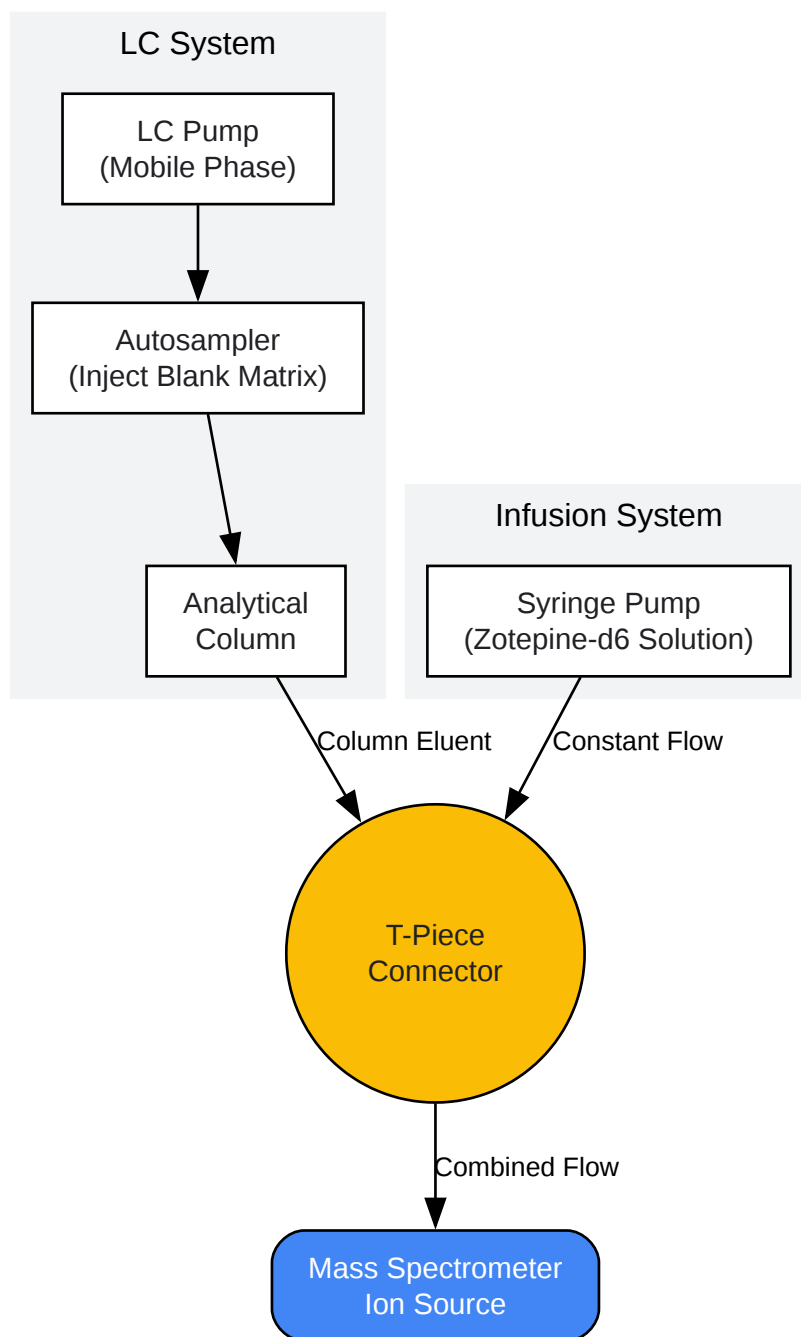 LC System
LC Pump
(Mobile Phase)
Autosampler
(Inject Blank Matrix)
Analytical
Column
Infusion System
Syringe Pump
(Zotepine-d6 Solution)
Column Eluent
Constant Flow
T-Piece
Connector
Combined Flow
Mass Spectrometer
Ion Source